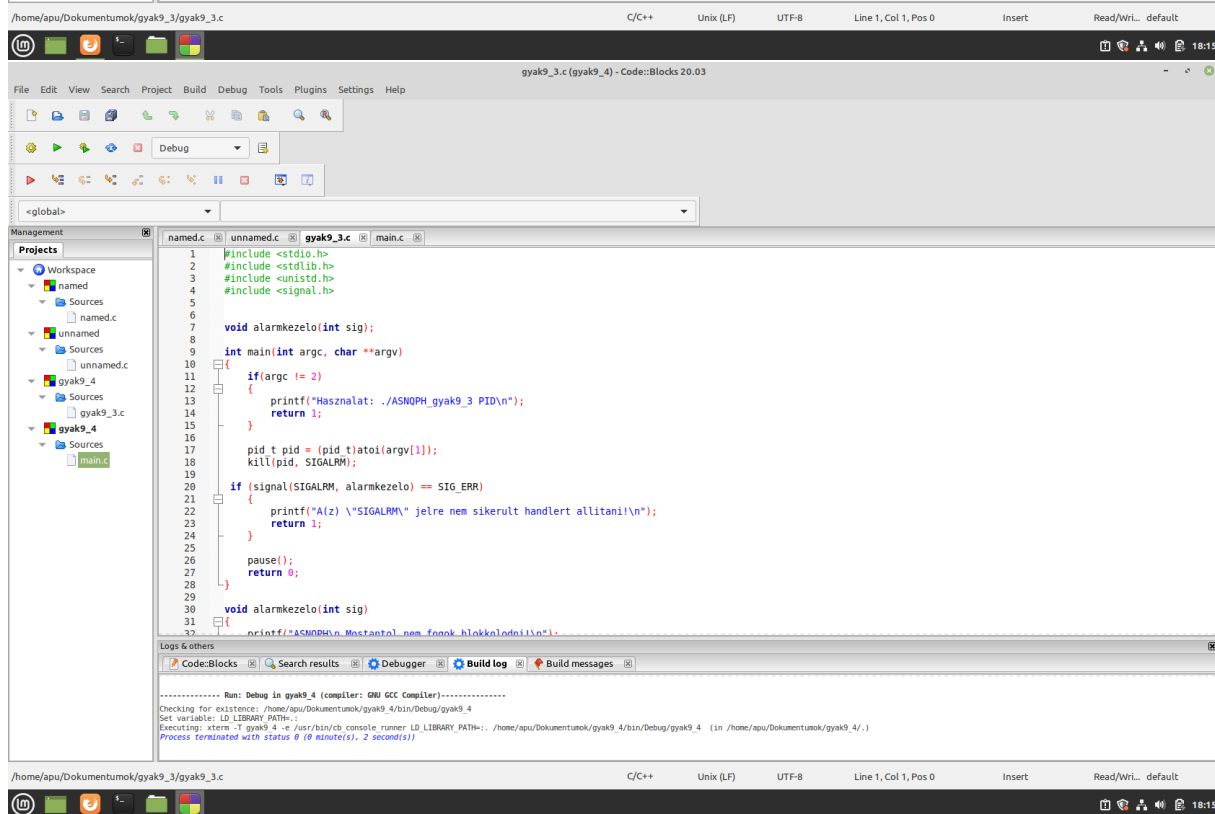 /home/apu/Dokumentumok/gyak9_3/gyak9_3.c C/C++ Unix (LF) UTF-8 Line 1, Col 1, Pos 0 Insert Read/Wri... default
18:15
gyak9_3.c (gyak9_4) - Code::Blocks 20.03
File Edit View Search Project Build Debug Tools Plugins Settings Help
Debug
<global>
Management
Projects
Workspace
named
Sources
named.c
unnamed
Sources
unnamed.c
gyak9_4
Sources
gyak9_3.c
gyak9_4
Sources
main.c
named.c unnamed.c gyak9_3.c main.c
1 #include <stdio.h>
2 #include <stdlib.h>
3 #include <unistd.h>
4 #include <signal.h>
5
6
7 void alarmkezelo(int sig);
8
9 int main(int argc, char **argv)
10 {
11 if(argc != 2)
12 {
13 printf("Hasznalat: ./ASNQPH_gyak9_3 PID\n");
14 return 1;
15 }
16
17 pid_t pid = (pid_t)atoi(argv[1]);
18 kill(pid, SIGALRM);
19
20 if (signal(SIGALRM, alarmkezelo) == SIG_ERR)
21 {
22 printf("A(z) \"SIGALRM\" jelre nem sikerult handlert allitani!\n");
23 return 1;
24 }
25
26 pause();
27 return 0;
28 }
29
30 void alarmkezelo(int sig)
31 {
32 printf("ASNQPH\n Mostantol nem fogok blokkolodni!\n");
Logs & others
Code::Blocks Search results Debugger Build log Build messages
-------------- Run: Debug in gyak9_4 (compiler: GNU GCC Compiler)---------------
Checking for existence: /home/apu/Dokumentumok/gyak9_4/bin/Debug/gyak9_4
Set variable: LD_LIBRARY_PATH=.:
Executing: xterm -T gyak9_4 -e /usr/bin/cb_console_runner LD_LIBRARY_PATH=:. /home/apu/Dokumentumok/gyak9_4/bin/Debug/gyak9_4 (in /home/apu/Dokumentumok/gyak9_4/.)
Process terminated with status 0 (0 minute(s), 2 second(s))
/home/apu/Dokumentumok/gyak9_3/gyak9_3.c C/C++ Unix (LF) UTF-8 Line 1, Col 1, Pos 0 Insert Read/Wri... default
18:15